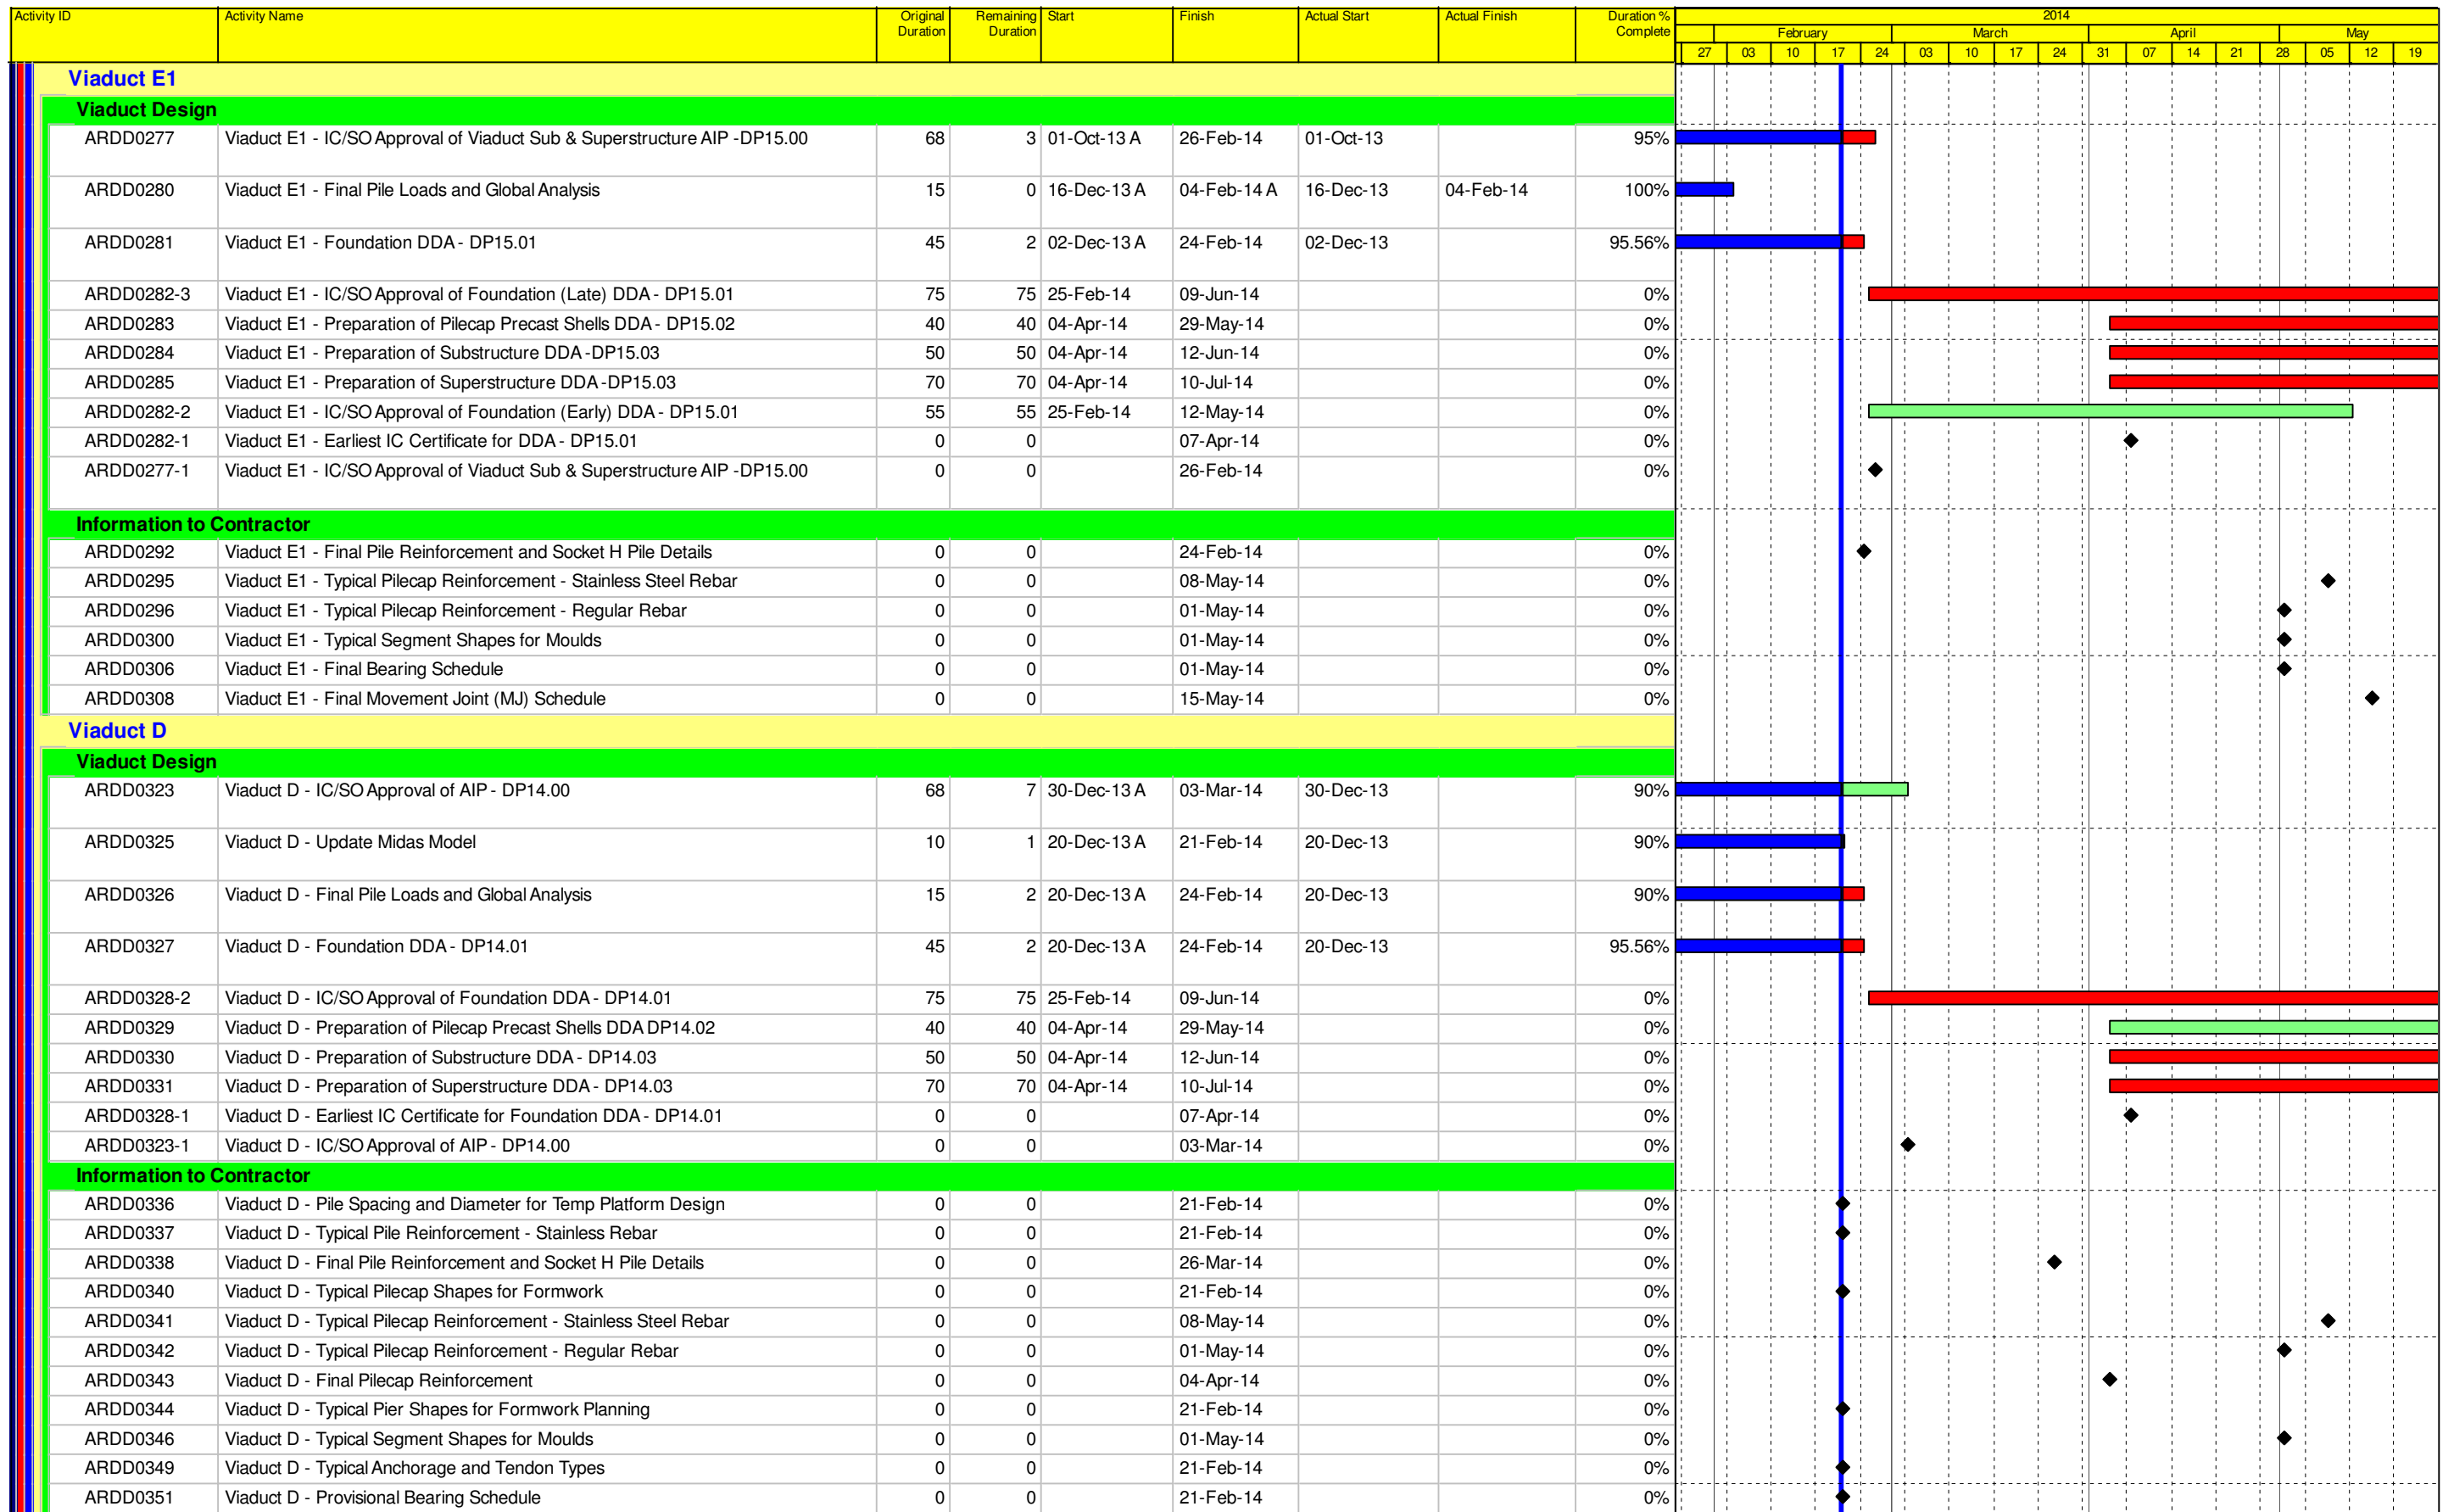 Activity ID Activity Name Original Duration Remaining Duration Start Finish Actual Start Actual Finish Duration % Complete 2014
February March April May
27 03 10 17 24 03 10 17 24 31 07 14 21 28 05 12 19
Viaduct E1
Viaduct Design
ARDD0277 Viaduct E1 - IC/SO Approval of Viaduct Sub & Superstructure AIP -DP15.00 68 3 01-Oct-13 A 26-Feb-14 01-Oct-13 95%
ARDD0280 Viaduct E1 - Final Pile Loads and Global Analysis 15 0 16-Dec-13 A 04-Feb-14 A 16-Dec-13 04-Feb-14 100%
ARDD0281 Viaduct E1 - Foundation DDA - DP15.01 45 2 02-Dec-13 A 24-Feb-14 02-Dec-13 95.56%
ARDD0282-3 Viaduct E1 - IC/SO Approval of Foundation (Late) DDA - DP15.01 75 75 25-Feb-14 09-Jun-14 0%
ARDD0283 Viaduct E1 - Preparation of Pilecap Precast Shells DDA - DP15.02 40 40 04-Apr-14 29-May-14 0%
ARDD0284 Viaduct E1 - Preparation of Substructure DDA -DP15.03 50 50 04-Apr-14 12-Jun-14 0%
ARDD0285 Viaduct E1 - Preparation of Superstructure DDA -DP15.03 70 70 04-Apr-14 10-Jul-14 0%
ARDD0282-2 Viaduct E1 - IC/SO Approval of Foundation (Early) DDA - DP15.01 55 55 25-Feb-14 12-May-14 0%
ARDD0282-1 Viaduct E1 - Earliest IC Certificate for DDA - DP15.01 0 0 07-Apr-14 0%
ARDD0277-1 Viaduct E1 - IC/SO Approval of Viaduct Sub & Superstructure AIP -DP15.00 0 0 26-Feb-14 0%
Information to Contractor
ARDD0292 Viaduct E1 - Final Pile Reinforcement and Socket H Pile Details 0 0 24-Feb-14 0%
ARDD0295 Viaduct E1 - Typical Pilecap Reinforcement - Stainless Steel Rebar 0 0 08-May-14 0%
ARDD0296 Viaduct E1 - Typical Pilecap Reinforcement - Regular Rebar 0 0 01-May-14 0%
ARDD0300 Viaduct E1 - Typical Segment Shapes for Moulds 0 0 01-May-14 0%
ARDD0306 Viaduct E1 - Final Bearing Schedule 0 0 01-May-14 0%
ARDD0308 Viaduct E1 - Final Movement Joint (MJ) Schedule 0 0 15-May-14 0%
Viaduct D
Viaduct Design
ARDD0323 Viaduct D - IC/SO Approval of AIP - DP14.00 68 7 30-Dec-13 A 03-Mar-14 30-Dec-13 90%
ARDD0325 Viaduct D - Update Midas Model 10 1 20-Dec-13 A 21-Feb-14 20-Dec-13 90%
ARDD0326 Viaduct D - Final Pile Loads and Global Analysis 15 2 20-Dec-13 A 24-Feb-14 20-Dec-13 90%
ARDD0327 Viaduct D - Foundation DDA - DP14.01 45 2 20-Dec-13 A 24-Feb-14 20-Dec-13 95.56%
ARDD0328-2 Viaduct D - IC/SO Approval of Foundation DDA - DP14.01 75 75 25-Feb-14 09-Jun-14 0%
ARDD0329 Viaduct D - Preparation of Pilecap Precast Shells DDA DP14.02 40 40 04-Apr-14 29-May-14 0%
ARDD0330 Viaduct D - Preparation of Substructure DDA - DP14.03 50 50 04-Apr-14 12-Jun-14 0%
ARDD0331 Viaduct D - Preparation of Superstructure DDA - DP14.03 70 70 04-Apr-14 10-Jul-14 0%
ARDD0328-1 Viaduct D - Earliest IC Certificate for Foundation DDA - DP14.01 0 0 07-Apr-14 0%
ARDD0323-1 Viaduct D - IC/SO Approval of AIP - DP14.00 0 0 03-Mar-14 0%
Information to Contractor
ARDD0336 Viaduct D - Pile Spacing and Diameter for Temp Platform Design 0 0 21-Feb-14 0%
ARDD0337 Viaduct D - Typical Pile Reinforcement - Stainless Rebar 0 0 21-Feb-14 0%
ARDD0338 Viaduct D - Final Pile Reinforcement and Socket H Pile Details 0 0 26-Mar-14 0%
ARDD0340 Viaduct D - Typical Pilecap Shapes for Formwork 0 0 21-Feb-14 0%
ARDD0341 Viaduct D - Typical Pilecap Reinforcement - Stainless Steel Rebar 0 0 08-May-14 0%
ARDD0342 Viaduct D - Typical Pilecap Reinforcement - Regular Rebar 0 0 01-May-14 0%
ARDD0343 Viaduct D - Final Pilecap Reinforcement 0 0 04-Apr-14 0%
ARDD0344 Viaduct D - Typical Pier Shapes for Formwork Planning 0 0 21-Feb-14 0%
ARDD0346 Viaduct D - Typical Segment Shapes for Moulds 0 0 01-May-14 0%
ARDD0349 Viaduct D - Typical Anchorage and Tendon Types 0 0 21-Feb-14 0%
ARDD0351 Viaduct D - Provisional Bearing Schedule 0 0 21-Feb-14 0%